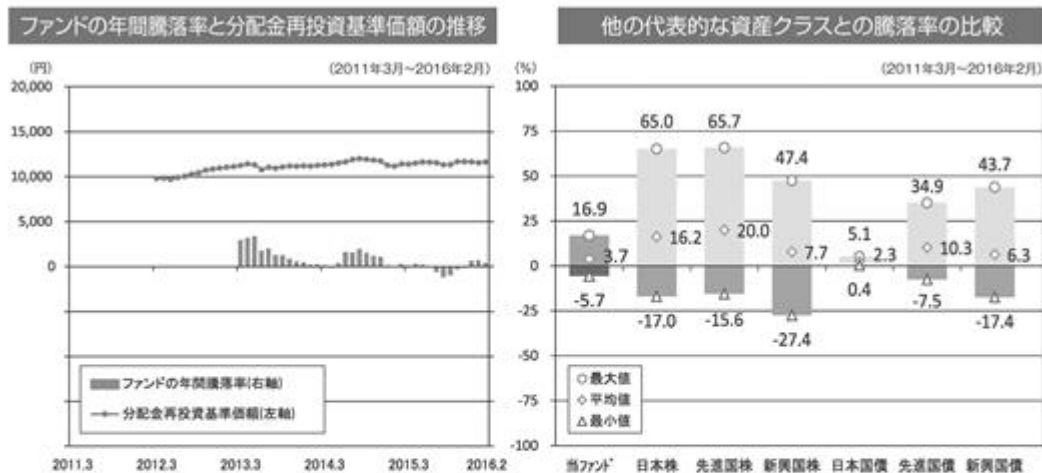 ファンドの年間騰落率と分配金再投資基準価額の推移
(円)
(2011年3月～2016年2月)
20,000
15,000
10,000
5,000
0
ファンドの年間騰落率(右軸)
分配金再投資基準価額(左軸)
2011.3 2012.3 2013.3 2014.3 2015.3 2016.2
他の代表的な資産クラスとの騰落率の比較
(%)
(2011年3月～2016年2月)
100
75
50
25
0
-25
-50
-75
-100
16.9 65.0 65.7 47.4 5.1 34.9 43.7
3.7 16.2 20.0 7.7 2.3 10.3 6.3
-5.7 -17.0 -15.6 -27.4 0.4 -7.5 -17.4
最大値
平均値
最小値
当ファンド 日本株 先進国株 新興国株 日本国債 先進国債 新興国債